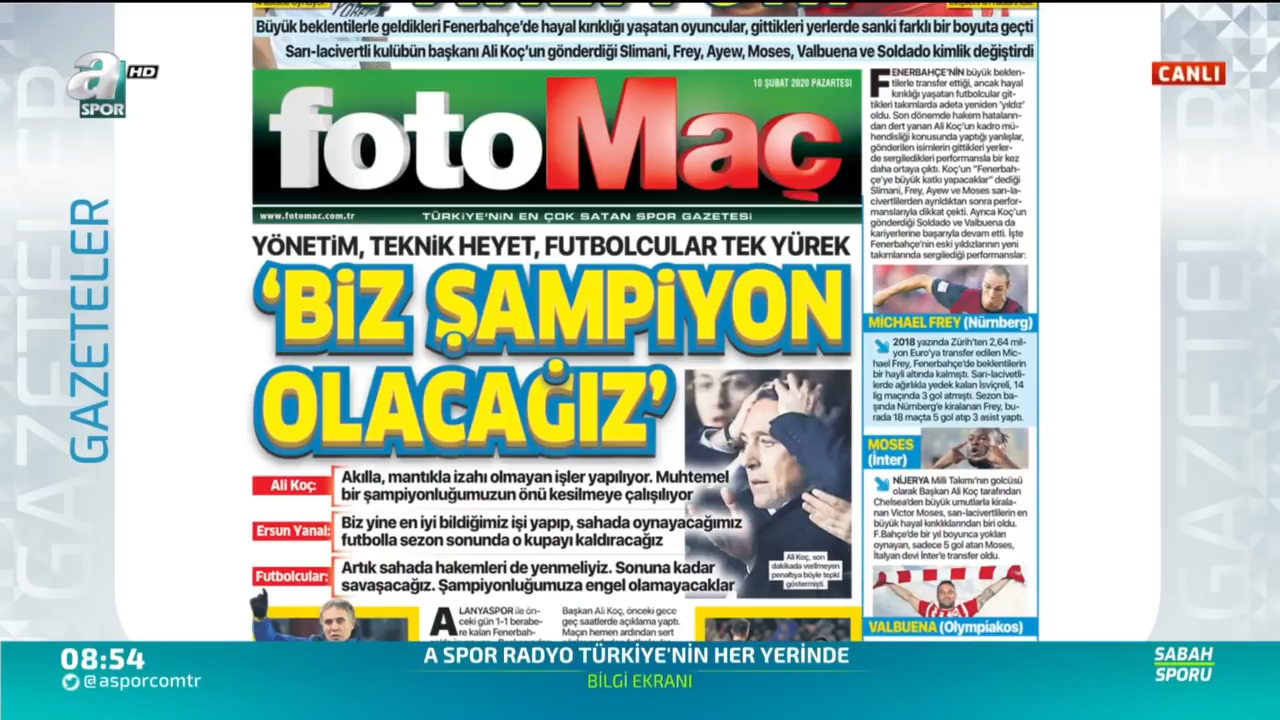 Büyük beklentilerle geldikleri Fenerbahçe'de hayal kırıklığı yaşatan oyuncular, gittikleri yerlerde sanki farklı bir boyuta geçti
Sarı-lacivertli kulübün başkanı Ali Koç'un gönderdiği Slimani, Frey, Ayew, Moses, Valbuena ve Soldado kimlik değiştirdi
a
SPOR
HD
CANLI
GAZETELER
GAZETELER
GAZETELER
10 ŞUBAT 2020 PAZARTESİ
fotoMaç
www.fotomac.com.tr
TÜRKİYE'NİN EN ÇOK SATAN SPOR GAZETESİ
YÖNETİM, TEKNİK HEYET, FUTBOLCULAR TEK YÜREK
'BİZ ŞAMPİYON
OLACAĞIZ'
Ali Koç:
Akılla, mantıkla izahı olmayan işler yapılıyor. Muhtemel
bir şampiyonluğumuzun önü kesilmeye çalışılıyor
Ersun Yanal:
Biz yine en iyi bildiğimiz işi yapıp, sahada oynayacağımız
futbolla sezon sonunda o kupayı kaldıracağız
Futbolcular:
Artık sahada hakemleri de yenmeliyiz. Sonuna kadar
savaşacağız. Şampiyonluğumuza engel olamayacaklar
Ali Koç, son
dakikada verilmeyen
penaltıya böyle tepki
göstermişti.
ALANYASPOR ile ön-
ceki gün 1-1 berabe-
re kalan Fenerbah-
Başkan Ali Koç, önceki gece
geç saatlerde açıklama yaptı.
Maçın hemen ardından sert
FENERBAHÇE'NİN büyük beklen-
tilerle transfer ettiği, ancak hayal
kırıklığı yaşatan futbolcular git-
tikleri takımlarda adeta yeniden 'yıldız'
oldu. Son dönemde hakem hataların-
dan dert yanan Ali Koç'un kadro mü-
hendisliği konusunda yaptığı yanlışlar,
gönderilen isimlerin gittikleri yerler-
de sergiledikleri performansla bir kez
daha ortaya çıktı. Koç'un "Fenerbah-
çe'ye büyük katkı yapacaklar" dediği
Slimani, Frey, Ayew ve Moses sarı-la-
civertlilerden ayrıldıktan sonra perfor-
manslarıyla dikkat çekti. Ayrıca Koç'un
gönderdiği Soldado ve Valbuena da
kariyerlerine başarıyla devam etti. İşte
Fenerbahçe'nin eski yıldızlarının yeni
takımlarında sergilediği performanslar:
MICHAEL FREY (Nürnberg)
2018 yazında Zürih'ten 2,64 mil-
yon Euro'ya transfer edilen Mic-
hael Frey, Fenerbahçe'de beklentilerin
bir hayli altında kalmıştı. Sarı-lacivertli-
lerde ağırlıkla yedek kalan İsviçreli, 14
lig maçında 3 gol atmıştı. Sezon ba-
şında Nürnberg'e kiralanan Frey, bu-
rada 18 maçta 5 gol atıp 3 asist yaptı.
MOSES
(İnter)
NİJERYA Milli Takımı'nın golcüsü
olarak Başkan Ali Koç tarafından
Chelsea'den büyük umutlarla kirala-
nan Victor Moses, sarı-lacivertlilerin en
büyük hayal kırıklıklarından biri oldu.
F.Bahçe'de bir yıl boyunca yokları
oynayan, sadece 5 gol atan Moses,
İtalyan devi İnter'e transfer oldu.
VALBUENA (Olympiakos)
08:54
@asporcomtr
A SPOR RADYO TÜRKİYE'NİN HER YERİNDE
BİLGİ EKRANI
SABAH
SPORU